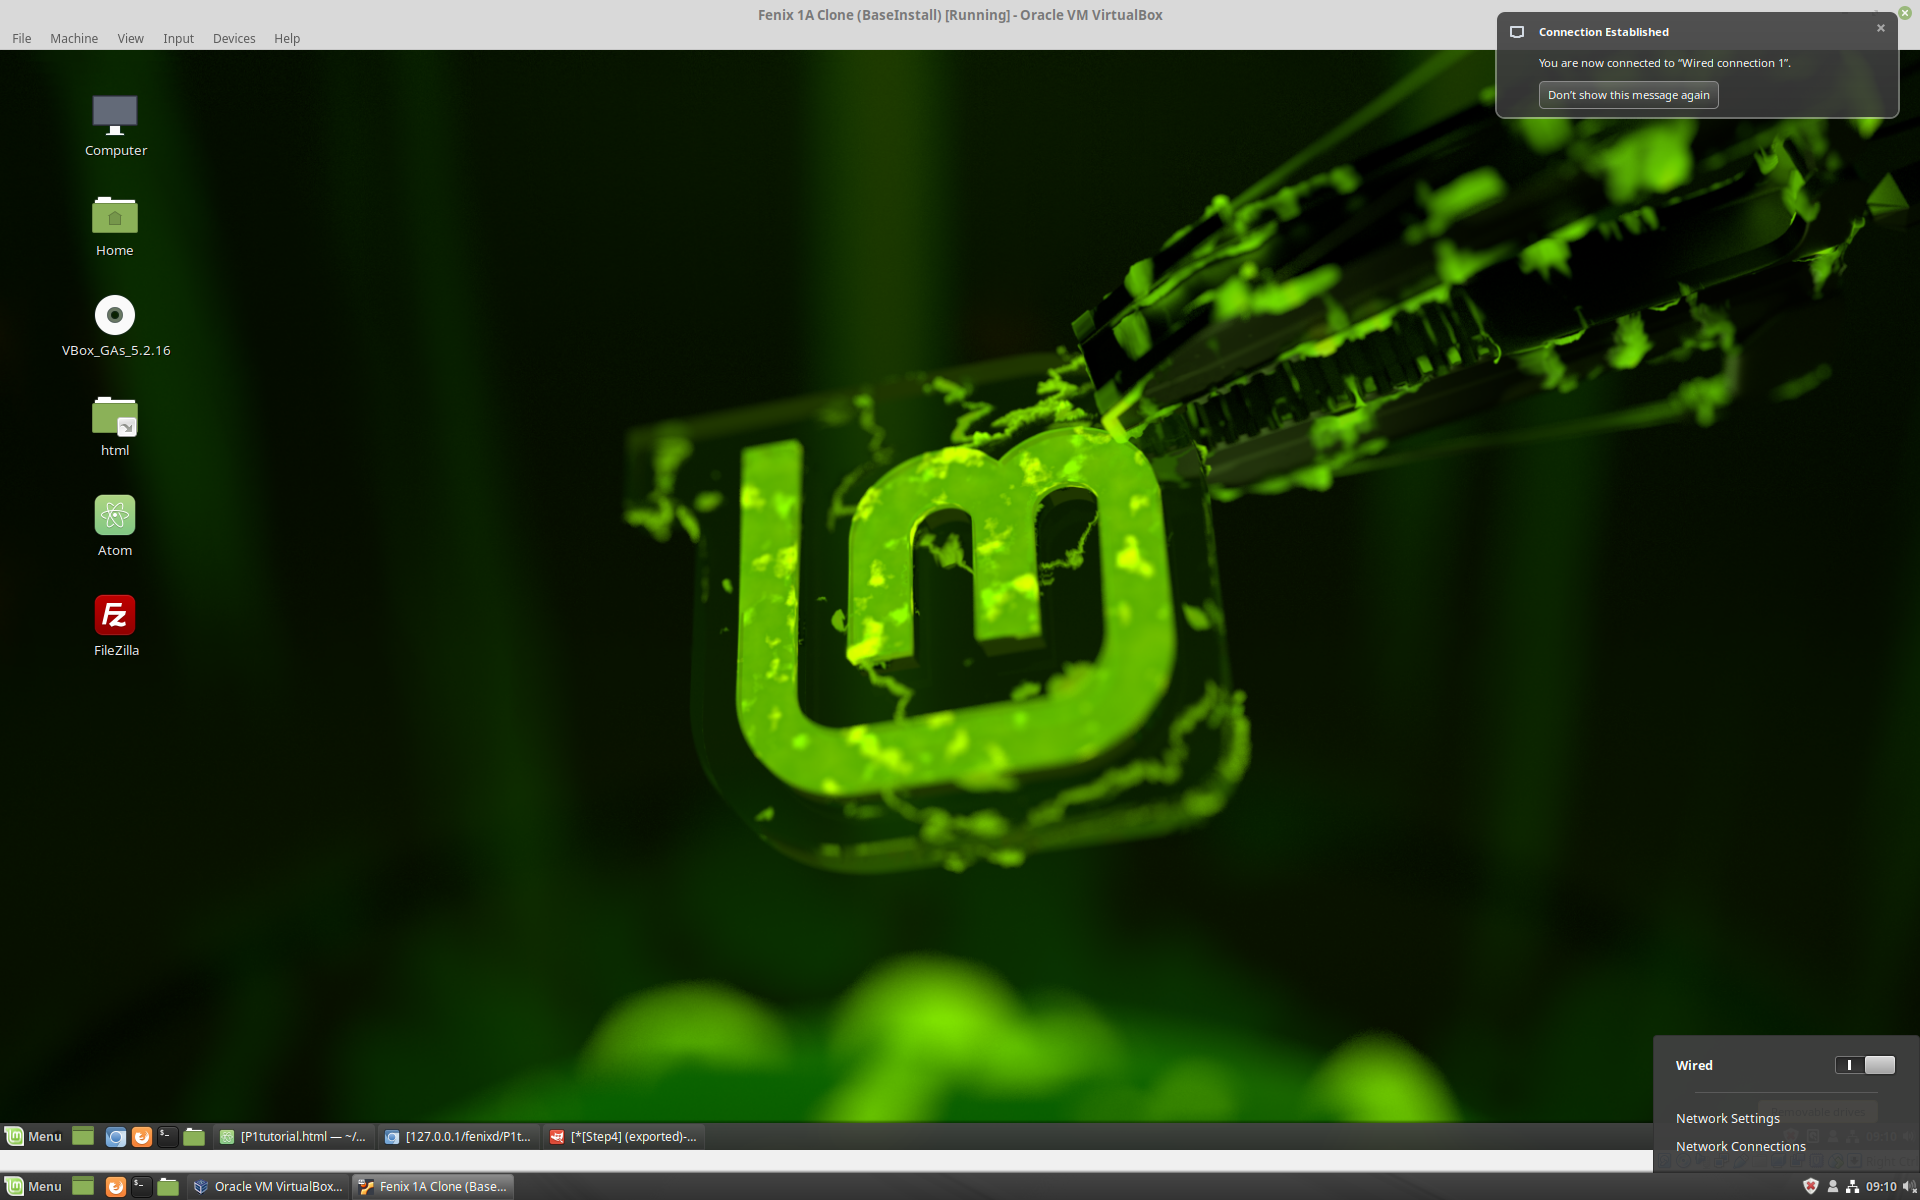 Fenix 1A Clone (BaseInstall) [Running] - Oracle VM VirtualBox
File Machine View Input Devices Help
Connection Established
You are now connected to “Wired connection 1”.
Don't show this message again
Computer
Home
VBox_GAs_5.2.16
html
Atom
FileZilla
Wired
Network Settings
Network Connections
Menu [P1tutorial.html — ~/... [127.0.0.1/fenixd/P1t... [*[Step4] (exported)-...
Menu Oracle VM VirtualBox... Fenix 1A Clone (Base... 09:10